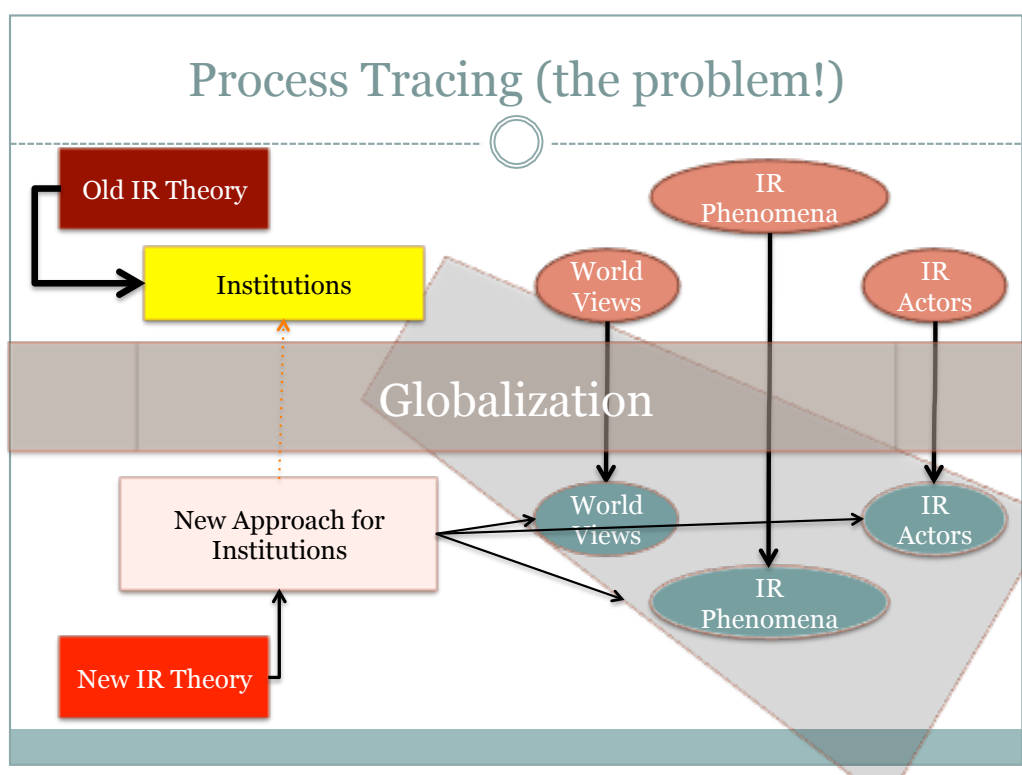 Process Tracing (the problem!)
Old IR Theory
IR
Phenomena
Institutions
World
Views
IR
Actors
Globalization
New Approach for
Institutions
World
Views
IR
Actors
IR
Phenomena
New IR Theory